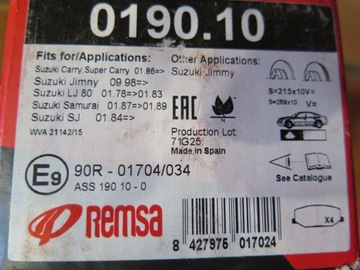 0190.10
Fits for/Applications:
Suzuki Carry, Super Carry 01.86=>
Suzuki Jimny 09.98=>
Suzuki LJ 80 01.78=>01.83
Suzuki Samurai 01.87=>01.89
Suzuki SJ 01.84=>
WVA 21142/15
Other Applications:
Suzuki-Jimmy
EAC
S=215x10V=
V=
Production Lot:
71G25
Made in Spain
E9
90R - 01704/034
ASS 190 10 - 0
See Catalogue
REMSA
X4
8 427975 017024